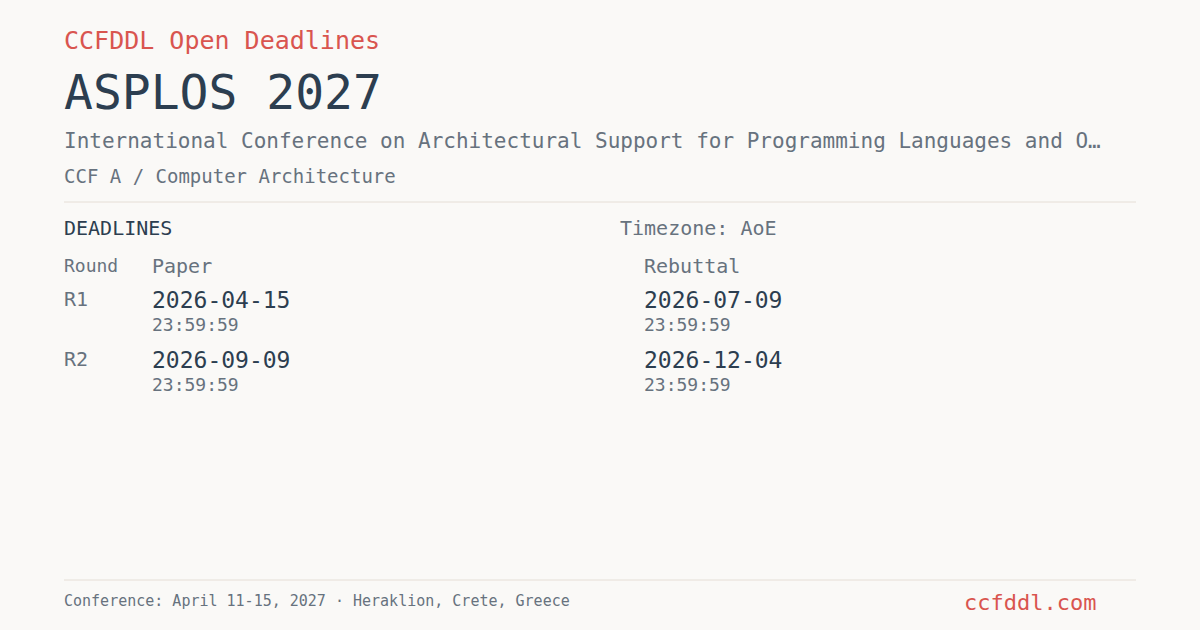 CCFDDL Open Deadlines
ASPLOS 2027
International Conference on Architectural Support for Programming Languages and O…
CCF A / Computer Architecture
DEADLINES Timezone: AoE
Round Paper Rebuttal
R1 2026-04-15 2026-07-09
23:59:59 23:59:59
R2 2026-09-09 2026-12-04
23:59:59 23:59:59
Conference: April 11-15, 2027 · Heraklion, Crete, Greece ccfddl.com